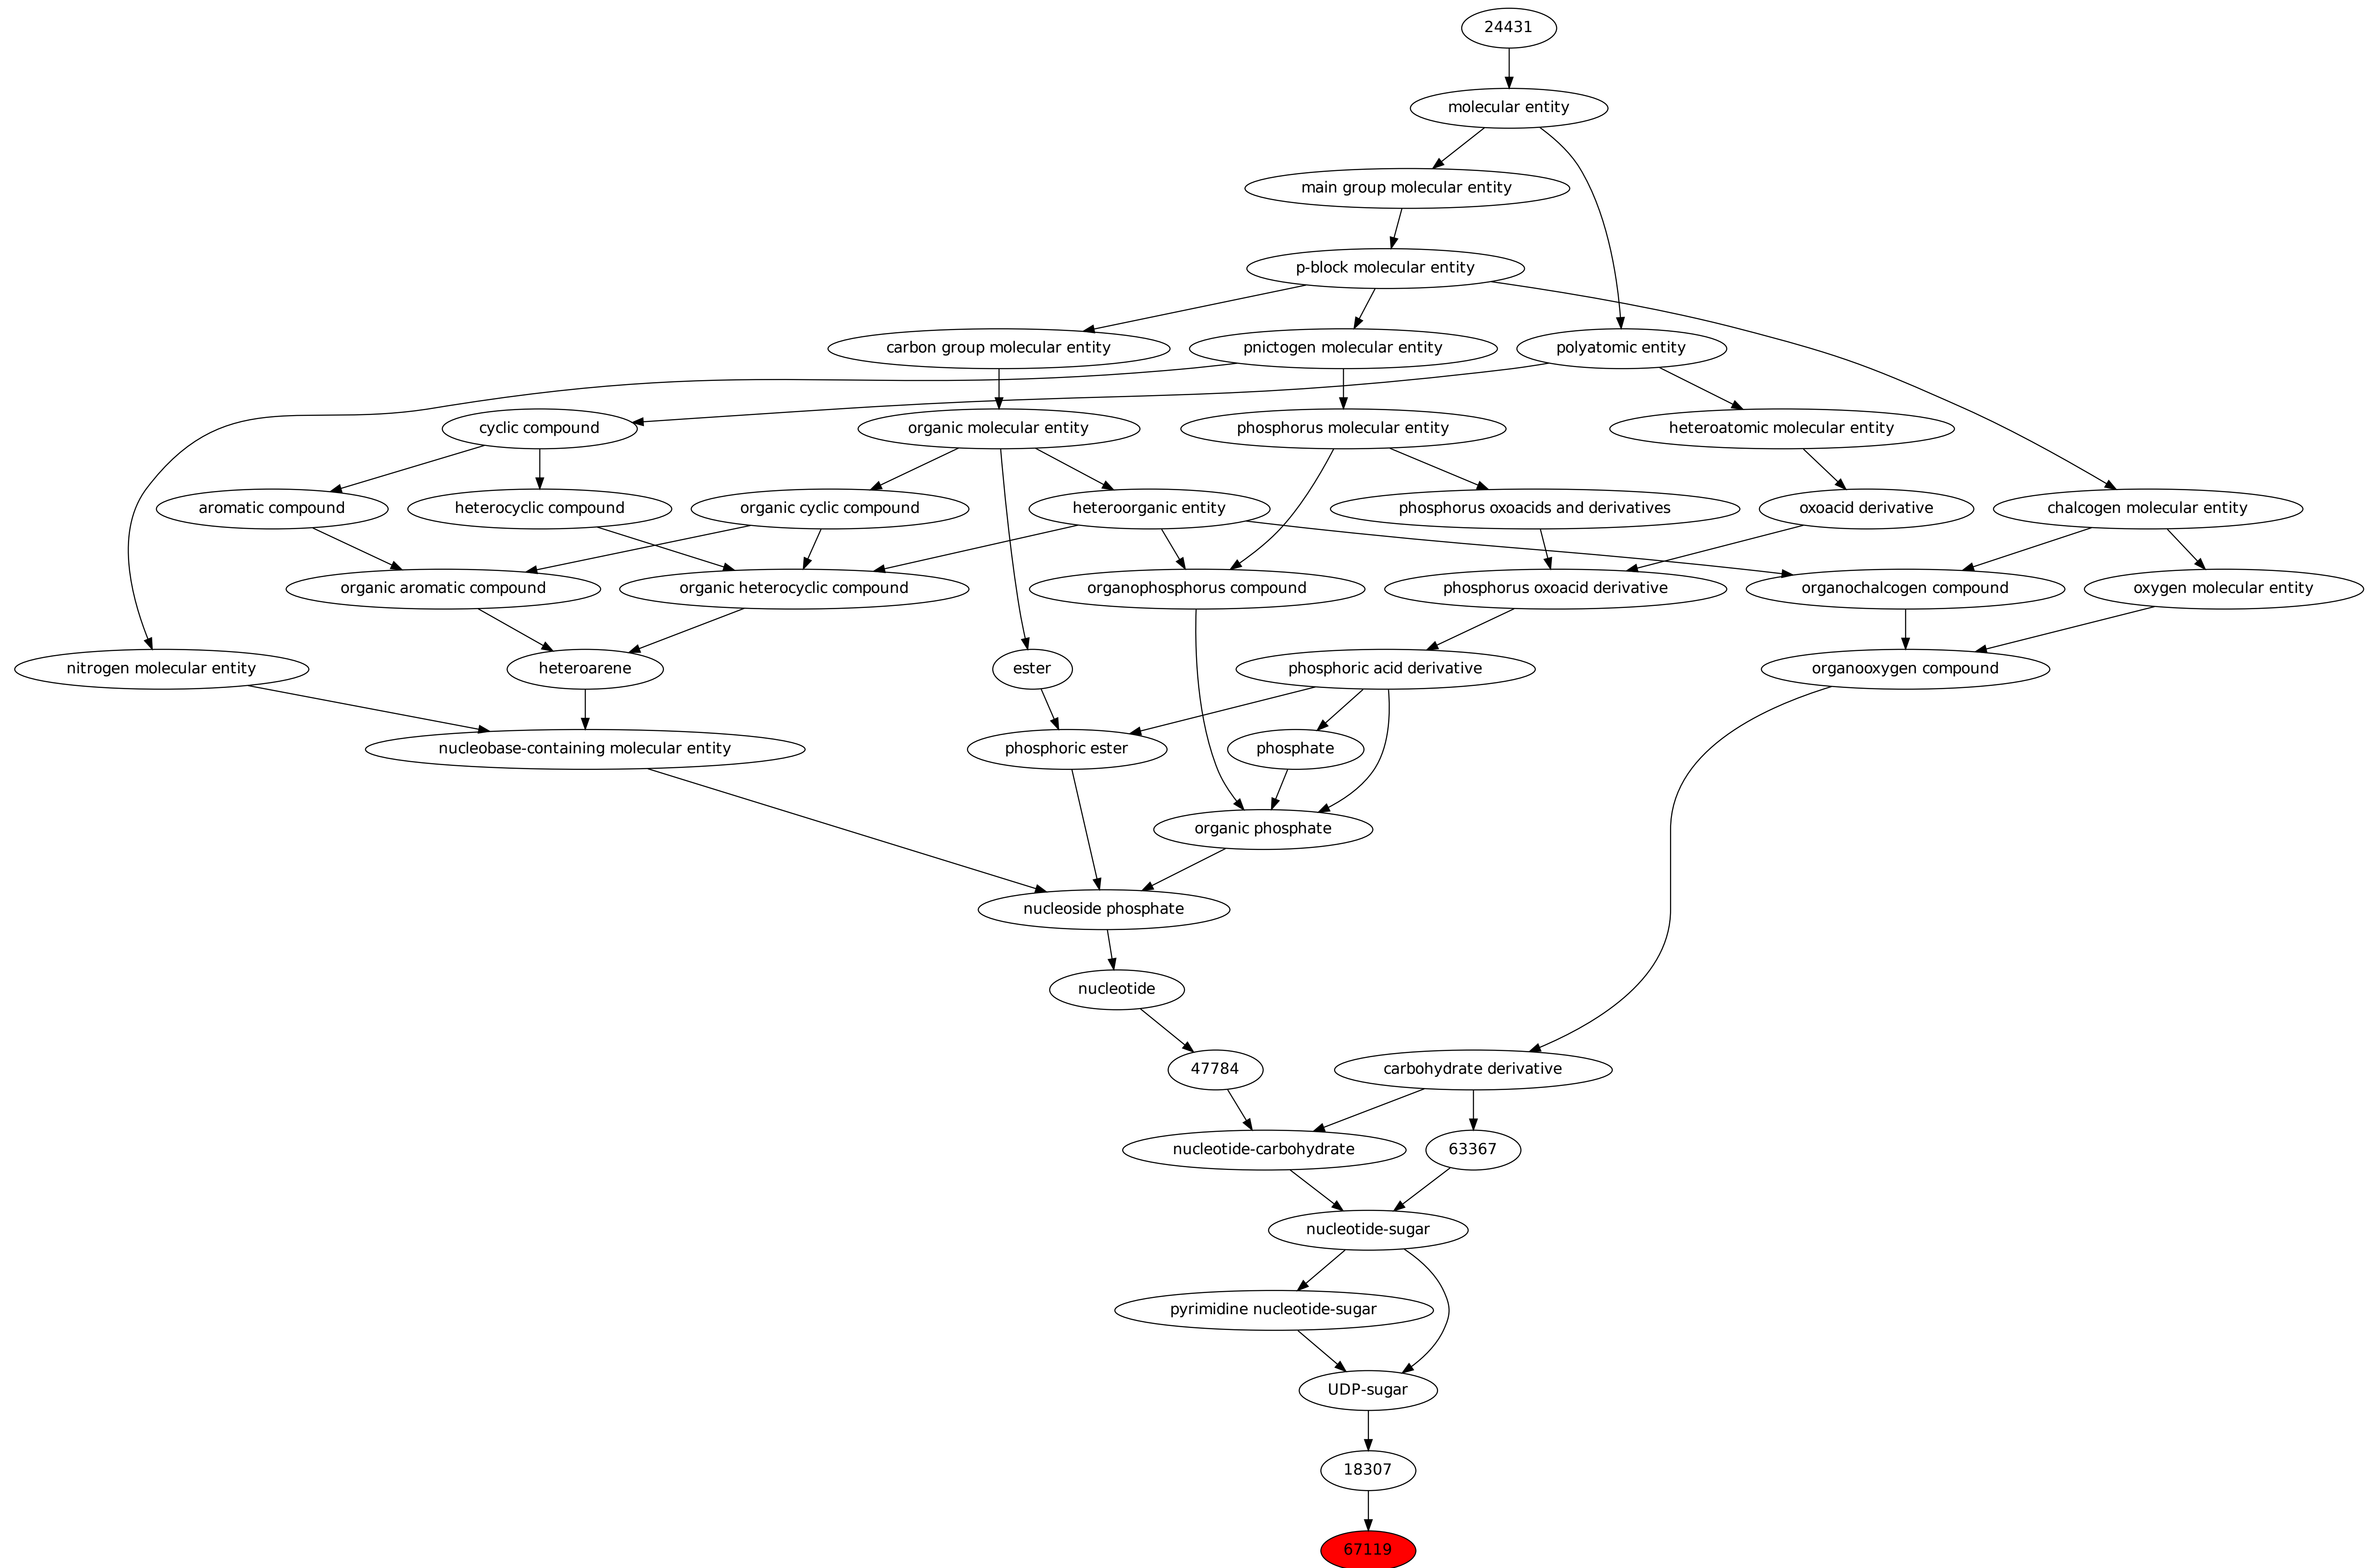 24431
molecular entity
main group molecular entity
p-block molecular entity
carbon group molecular entity
pnictogen molecular entity
polyatomic entity
cyclic compound
organic molecular entity
phosphorus molecular entity
heteroatomic molecular entity
aromatic compound
heterocyclic compound
organic cyclic compound
heteroorganic entity
phosphorus oxoacids and derivatives
oxoacid derivative
chalcogen molecular entity
organic aromatic compound
organic heterocyclic compound
organophosphorus compound
phosphorus oxoacid derivative
organochalcogen compound
oxygen molecular entity
nitrogen molecular entity
heteroarene
ester
phosphoric acid derivative
organooxygen compound
nucleobase-containing molecular entity
phosphoric ester
phosphate
organic phosphate
nucleoside phosphate
nucleotide
47784
carbohydrate derivative
nucleotide-carbohydrate
63367
nucleotide-sugar
pyrimidine nucleotide-sugar
UDP-sugar
18307
67119